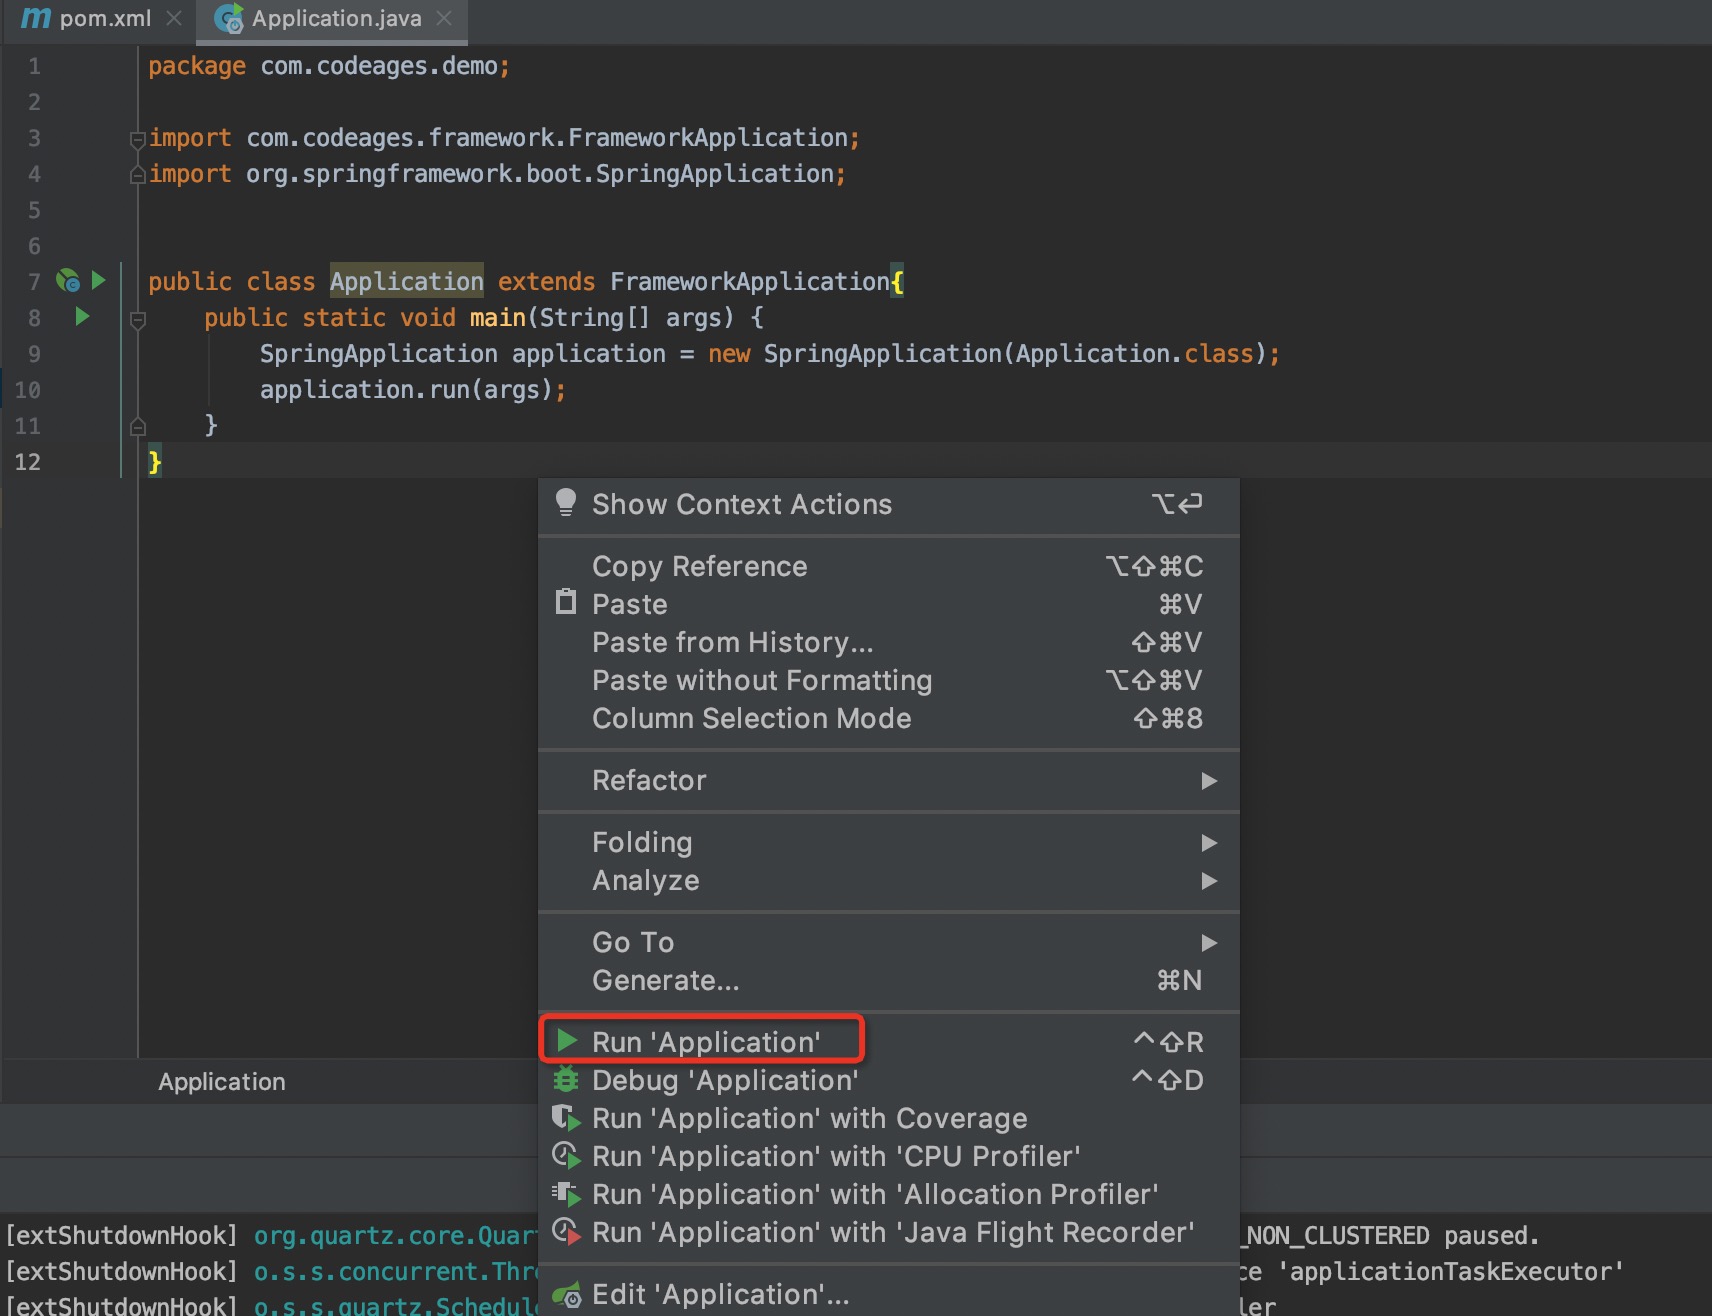 m pom.xml
Application.java
1 package com.codeages.demo;
2
3 import com.codeages.framework.FrameworkApplication;
4 import org.springframework.boot.SpringApplication;
5
6
7 public class Application extends FrameworkApplication{
8 public static void main(String[] args) {
9 SpringApplication application = new SpringApplication(Application.class);
10 application.run(args);
11 }
12 }
Show Context Actions ⌥↩
Copy Reference ⌥⇧⌘C
Paste ⌘V
Paste from History... ⇧⌘V
Paste without Formatting ⌥⇧⌘V
Column Selection Mode ⇧⌘8
Refactor
Folding
Analyze
Go To
Generate... ⌘N
Run 'Application' ^⇧R
Debug 'Application' ^⇧D
Run 'Application' with Coverage
Run 'Application' with 'CPU Profiler'
Run 'Application' with 'Allocation Profiler'
Run 'Application' with 'Java Flight Recorder'
Edit 'Application'...
Application
[extShutdownHook] org.quartz.core.Quar _NON_CLUSTERED paused.
[extShutdownHook] o.s.s.concurrent.Thr ce 'applicationTaskExecutor'
[extShutdownHook] o.s.s.quartz.Schedul ler